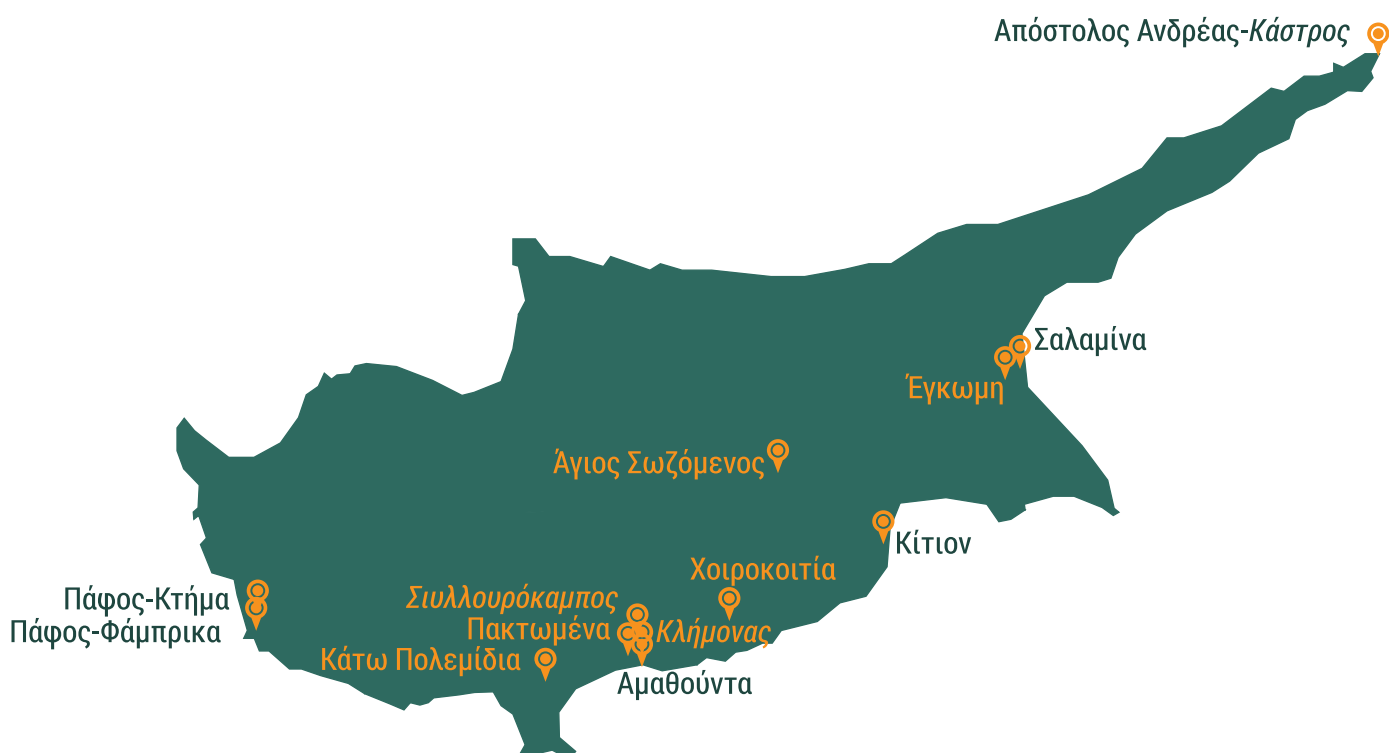 Απόστολος Ανδρέας-Κάστρος
Σαλαμίνα
Έγκωμη
Άγιος Σωζόμενος
Κίτιον
Χοιροκοιτία
Πάφος-Κτήμα
Σιυλλουρόκαμπος
Πάφος-Φάμπρικα
Πακτωμένα
Κλήμονας
Κάτω Πολεμίδια
Αμαθούντα